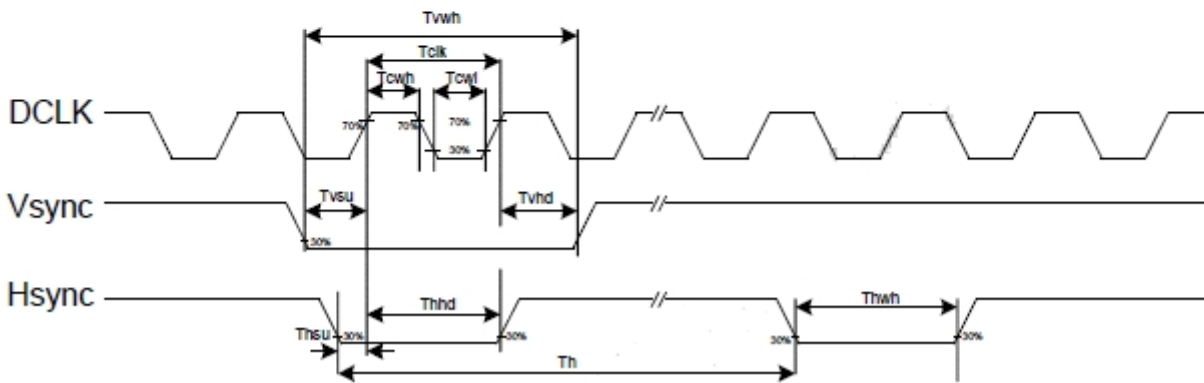 Tvwh
Tclk
Tcwh Tcwl
DCLK
70% 70% 70%
30%
Tvsu Tvhd
Vsync
30%
Hsync
Thhd Thwh
Thsu 30% 30% 30% 30%
Th